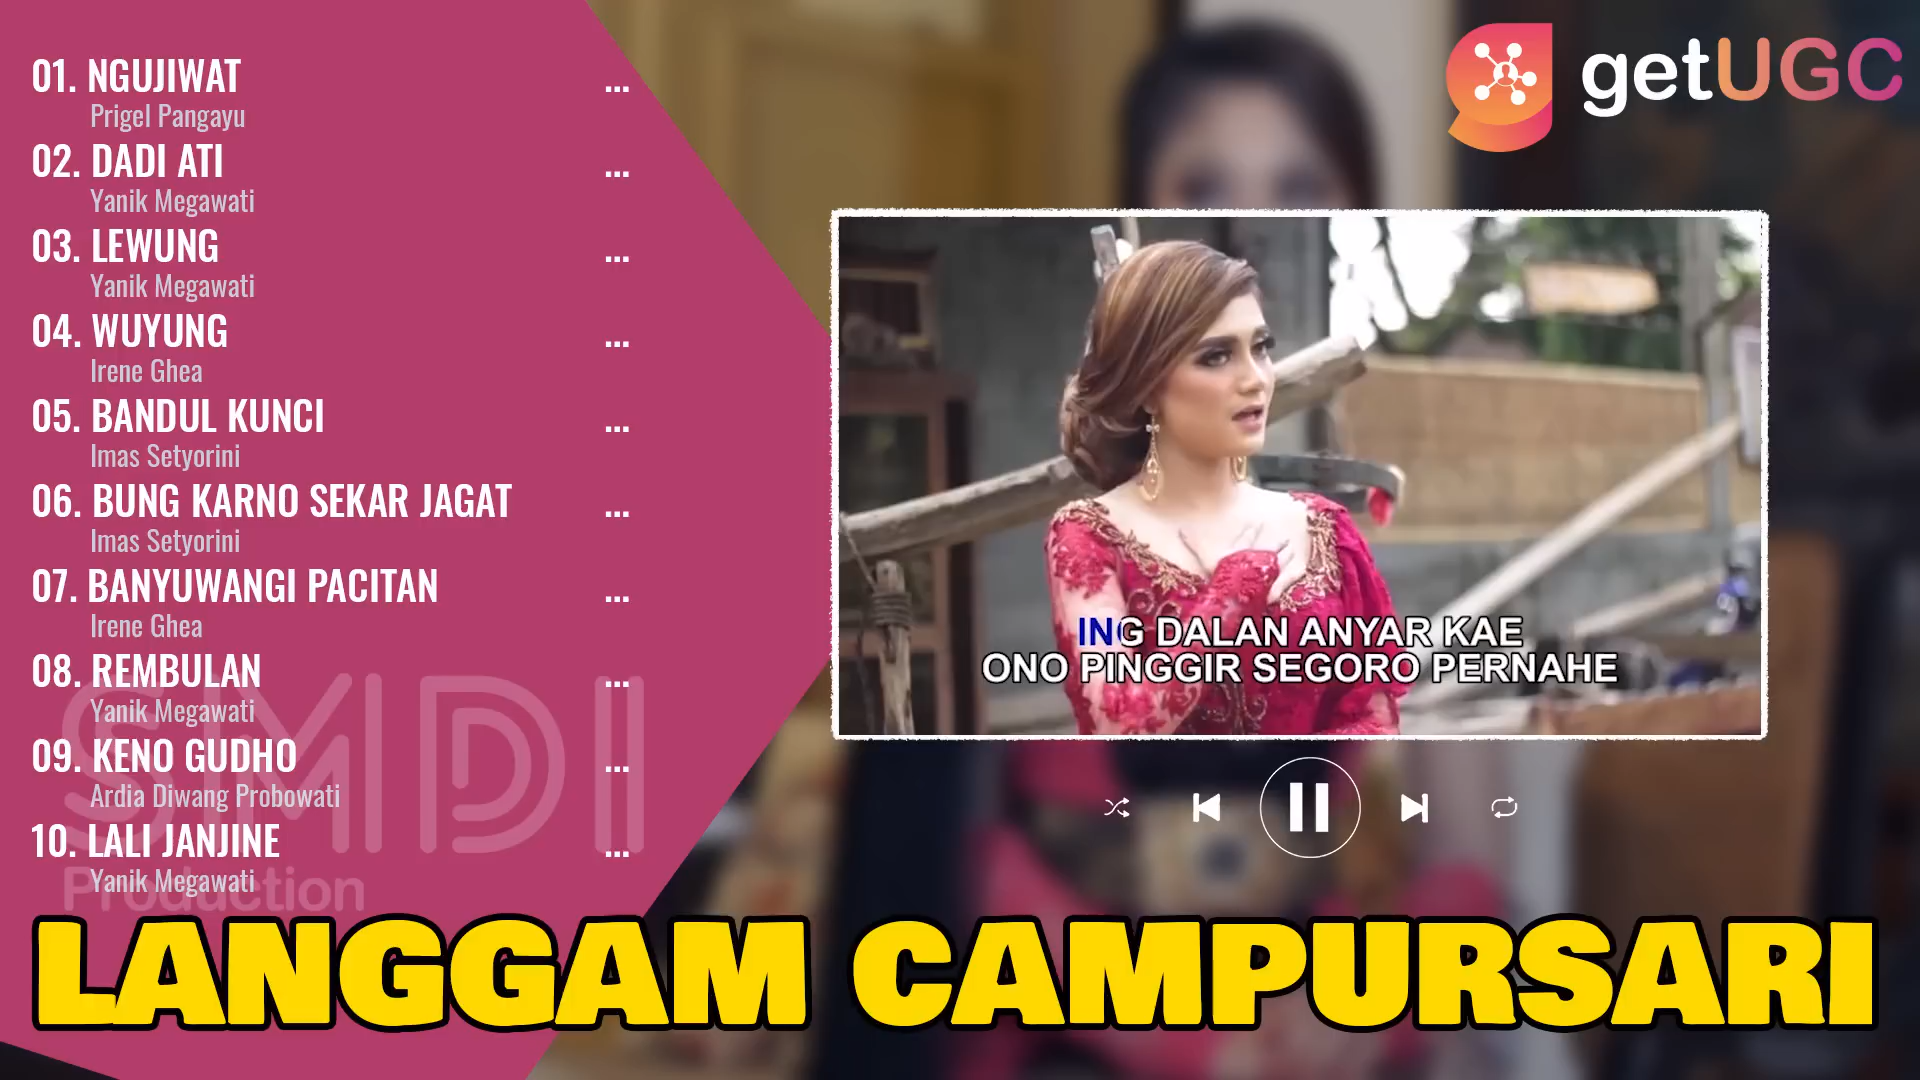 01. NGUJIWAT ...
Prigel Pangayu
02. DADI ATI ...
Yanik Megawati
03. LEWUNG ...
Yanik Megawati
04. WUYUNG ...
Irene Ghea
05. BANDUL KUNCI ...
Imas Setyorini
06. BUNG KARNO SEKAR JAGAT ...
Imas Setyorini
07. BANYUWANGI PACITAN ...
Irene Ghea
08. REMBULAN ...
Yanik Megawati
09. KENO GUDHO ...
Ardia Diwang Probowati
10. LALI JANJINE ...
Yanik Megawati
SMDI
Production
getUGC
ING DALAN ANYAR KAE
ONO PINGGIR SEGORO PERNAHE
LANGGAM CAMPURSARI